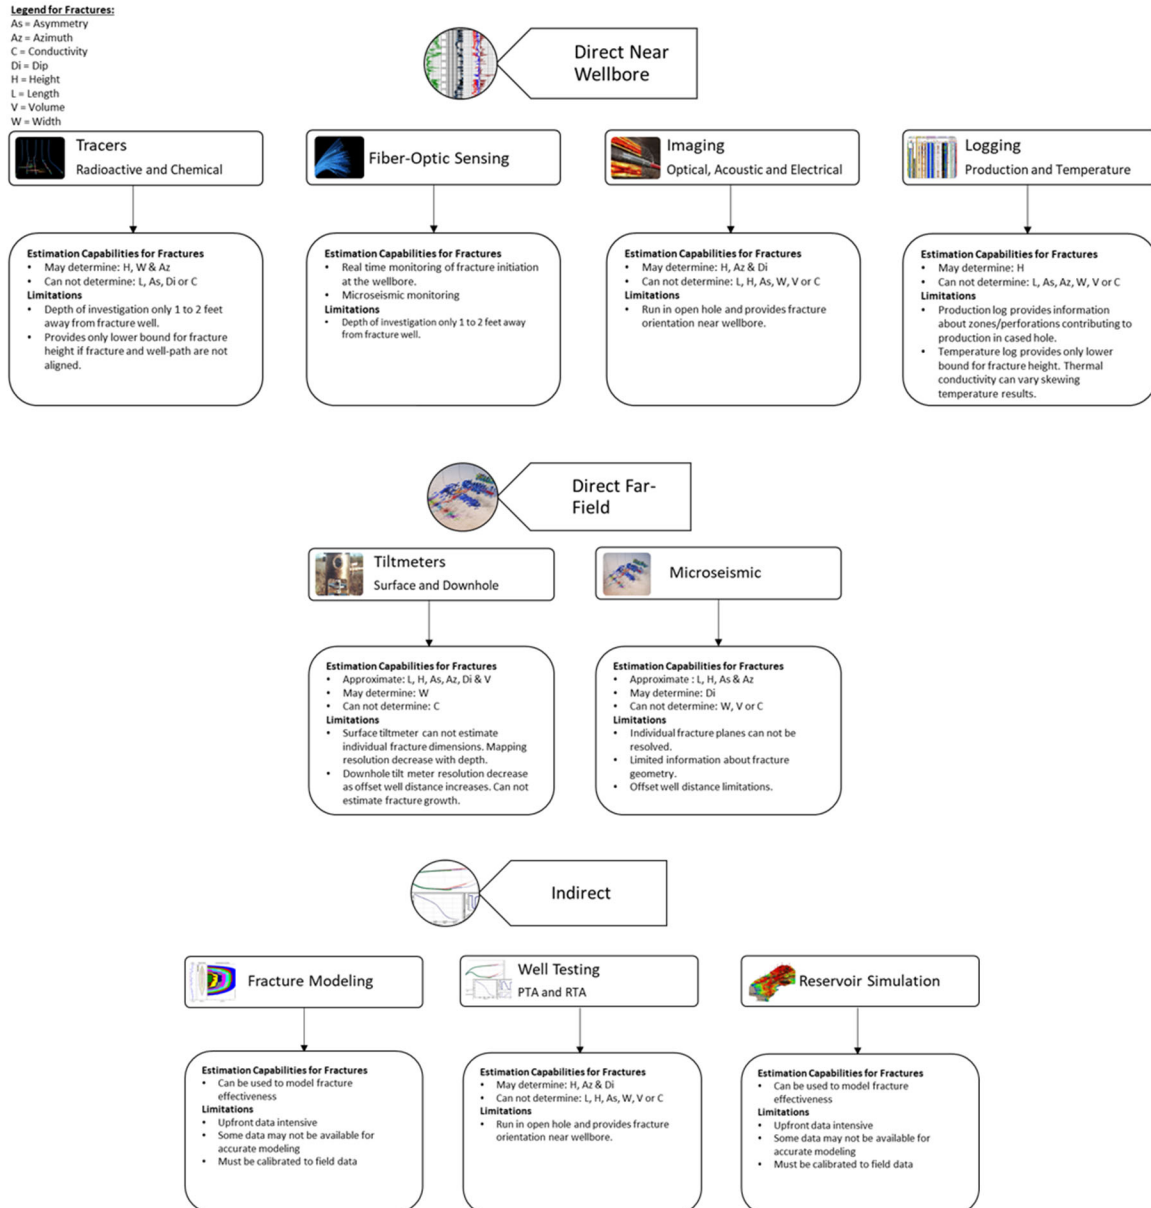 Legend for Fractures:
As = Asymmetry
Az = Azimuth
C = Conductivity
Di = Dip
H = Height
L = Length
V = Volume
W = Width
Direct Near
Wellbore
Tracers
Radioactive and Chemical
Estimation Capabilities for Fractures
• May determine: H, W & Az
• Can not determine: L, As, Di or C
Limitations
• Depth of investigation only 1 to 2 feet
away from fracture well.
• Provides only lower bound for fracture
height if fracture and well-path are not
aligned.
Fiber-Optic Sensing
Estimation Capabilities for Fractures
• Real time monitoring of fracture initiation
at the wellbore.
• Microseismic monitoring
Limitations
• Depth of investigation only 1 to 2 feet away
from fracture well.
Imaging
Optical, Acoustic and Electrical
Estimation Capabilities for Fractures
• May determine: H, Az & Di
• Can not determine: L, H, As, W, V or C
Limitations
• Run in open hole and provides fracture
orientation near wellbore.
Logging
Production and Temperature
Estimation Capabilities for Fractures
• May determine: H
• Can not determine: L, As, Az, W, V or C
Limitations
• Production log provides information
about zones/perforations contributing to
production in cased hole.
• Temperature log provides only lower
bound for fracture height. Thermal
conductivity can vary skewing
temperature results.
Direct Far-
Field
Tiltmeters
Surface and Downhole
Estimation Capabilities for Fractures
• Approximate: L, H, As, Az, Di & V
• May determine: W
• Can not determine: C
Limitations
• Surface tiltmeter can not estimate
individual fracture dimensions. Mapping
resolution decrease with depth.
• Downhole tilt meter resolution decrease
as offset well distance increases. Can not
estimate fracture growth.
Microseismic
Estimation Capabilities for Fractures
• Approximate : L, H, As & Az
• May determine: Di
• Can not determine: W, V or C
Limitations
• Individual fracture planes can not be
resolved.
• Limited information about fracture
geometry.
• Offset well distance limitations.
Indirect
Fracture Modeling
Estimation Capabilities for Fractures
• Can be used to model fracture
effectiveness
Limitations
• Upfront data intensive
• Some data may not be available for
accurate modeling
• Must be calibrated to field data
Well Testing
PTA and RTA
Estimation Capabilities for Fractures
• May determine: H, Az & Di
• Can not determine: L, H, As, W, V or C
Limitations
• Run in open hole and provides fracture
orientation near wellbore.
Reservoir Simulation
Estimation Capabilities for Fractures
• Can be used to model fracture
effectiveness
Limitations
• Upfront data intensive
• Some data may not be available for
accurate modeling
• Must be calibrated to field data